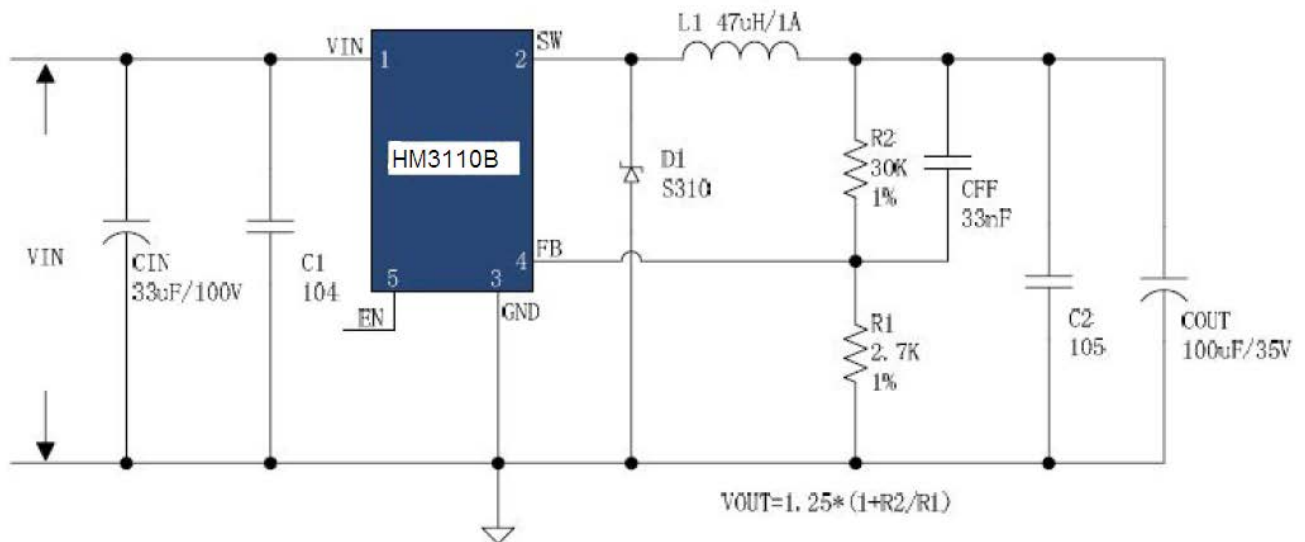 L1 47uH/1A
VIN
SW
1
2
HM3110B
R2
30K
1%
D1
S310
CFF
33nF
FB
4
VIN
CIN
33uF/100V
C1
104
5
3
EN
GND
R1
2.7K
1%
C2
105
COUT
100uF/35V
VOUT=1.25*(1+R2/R1)